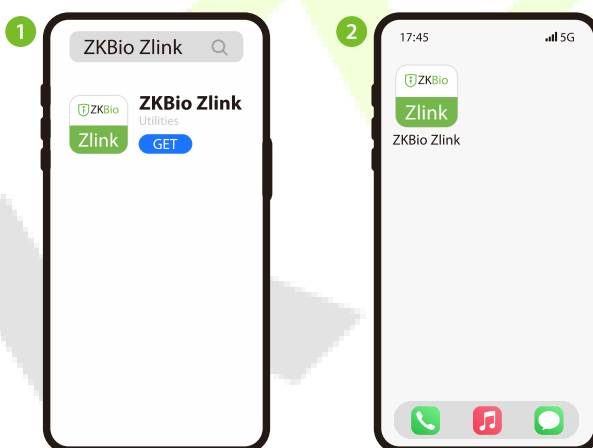 1
ZKBio Zlink
ZKBio
Zlink
ZKBio Zlink
Utilities
GET
2
17:45
5G
ZKBio
Zlink
ZKBio Zlink